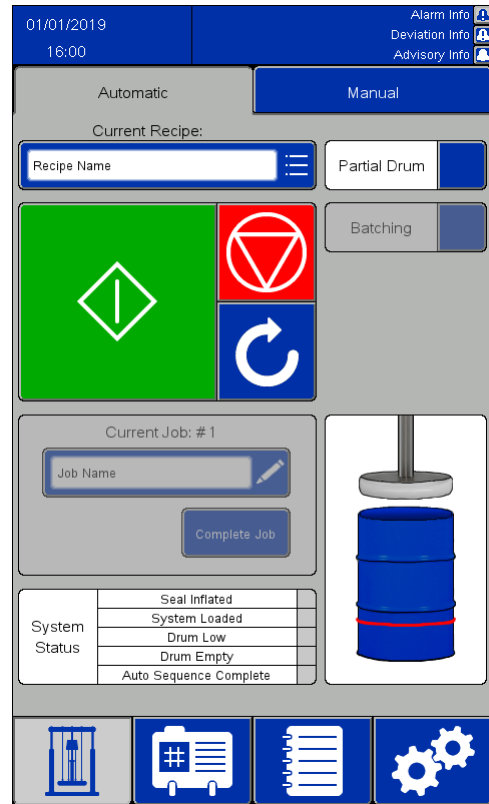 01/01/2019
16:00
Alarm Info
Deviation Info
Advisory Info
Automatic
Manual
Current Recipe:
Recipe Name
Partial Drum
Batching
Current Job: # 1
Job Name
Complete Job
System
Status
Seal Inflated
System Loaded
Drum Low
Drum Empty
Auto Sequence Complete
#